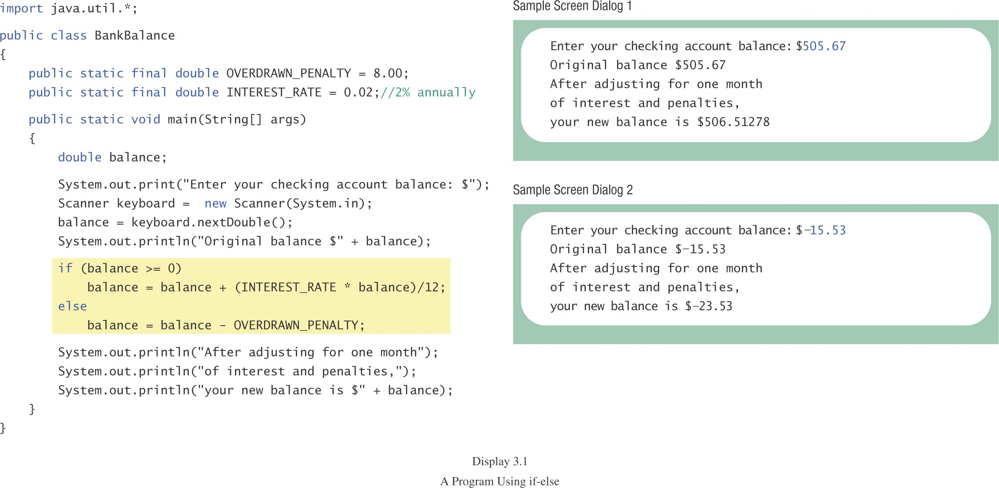 import java.util.*;
public class BankBalance
{
    public static final double OVERDRAWN_PENALTY = 8.00;
    public static final double INTEREST_RATE = 0.02;//2% annually
    public static void main(String[] args)
    {
        double balance;
        System.out.print("Enter your checking account balance: $");
        Scanner keyboard =  new Scanner(System.in);
        balance = keyboard.nextDouble();
        System.out.println("Original balance $" + balance);
        if (balance >= 0)
            balance = balance + (INTEREST_RATE * balance)/12;
        else
            balance = balance - OVERDRAWN_PENALTY;
        System.out.println("After adjusting for one month");
        System.out.println("of interest and penalties,");
        System.out.println("your new balance is $" + balance);
    }
}
Sample Screen Dialog 1
Enter your checking account balance: $505.67
Original balance $505.67
After adjusting for one month
of interest and penalties,
your new balance is $506.51278
Sample Screen Dialog 2
Enter your checking account balance: $−15.53
Original balance $−15.53
After adjusting for one month
of interest and penalties,
your new balance is $−23.53
Display 3.1
A Program Using if-else